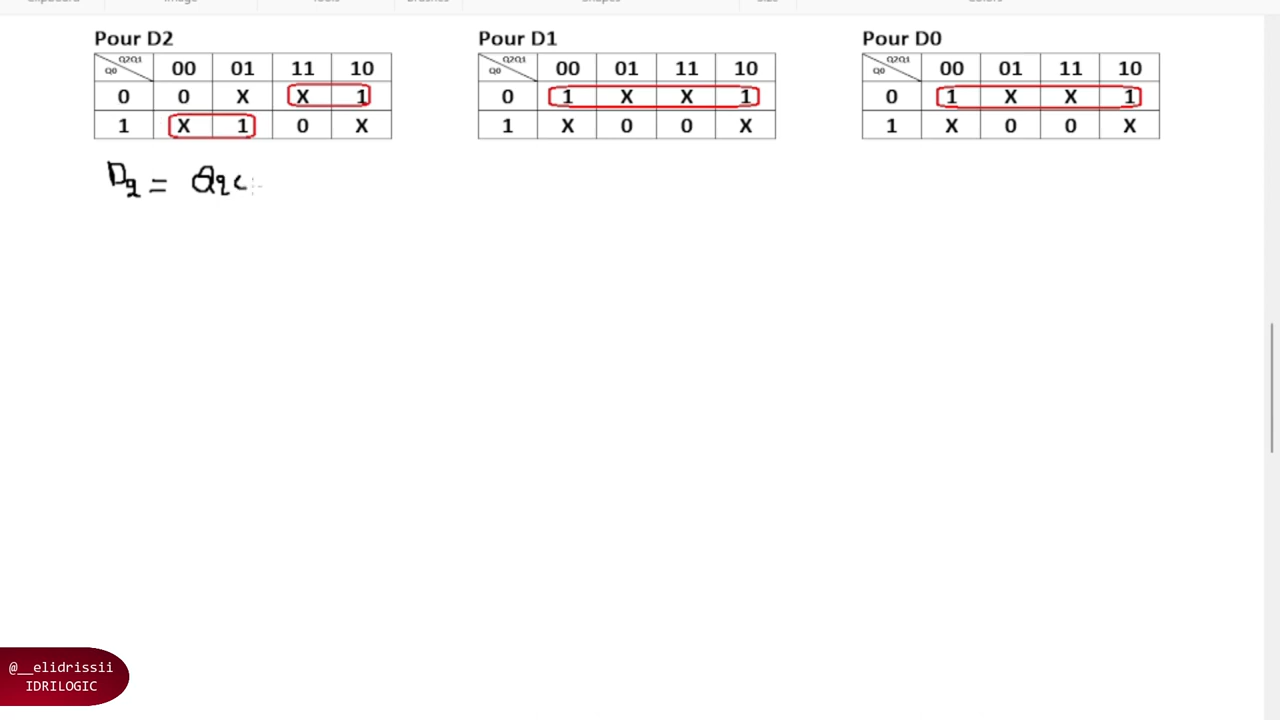 Pour D2
Q2Q1
Q0 00 01 11 10
0 0 X X 1
1 X 1 0 X
Pour D1
Q2Q1
Q0 00 01 11 10
0 1 X X 1
1 X 0 0 X
Pour D0
Q2Q1
Q0 00 01 11 10
0 1 X X 1
1 X 0 0 X
D2 = Q2
@__elidrissii
IDRILOGIC